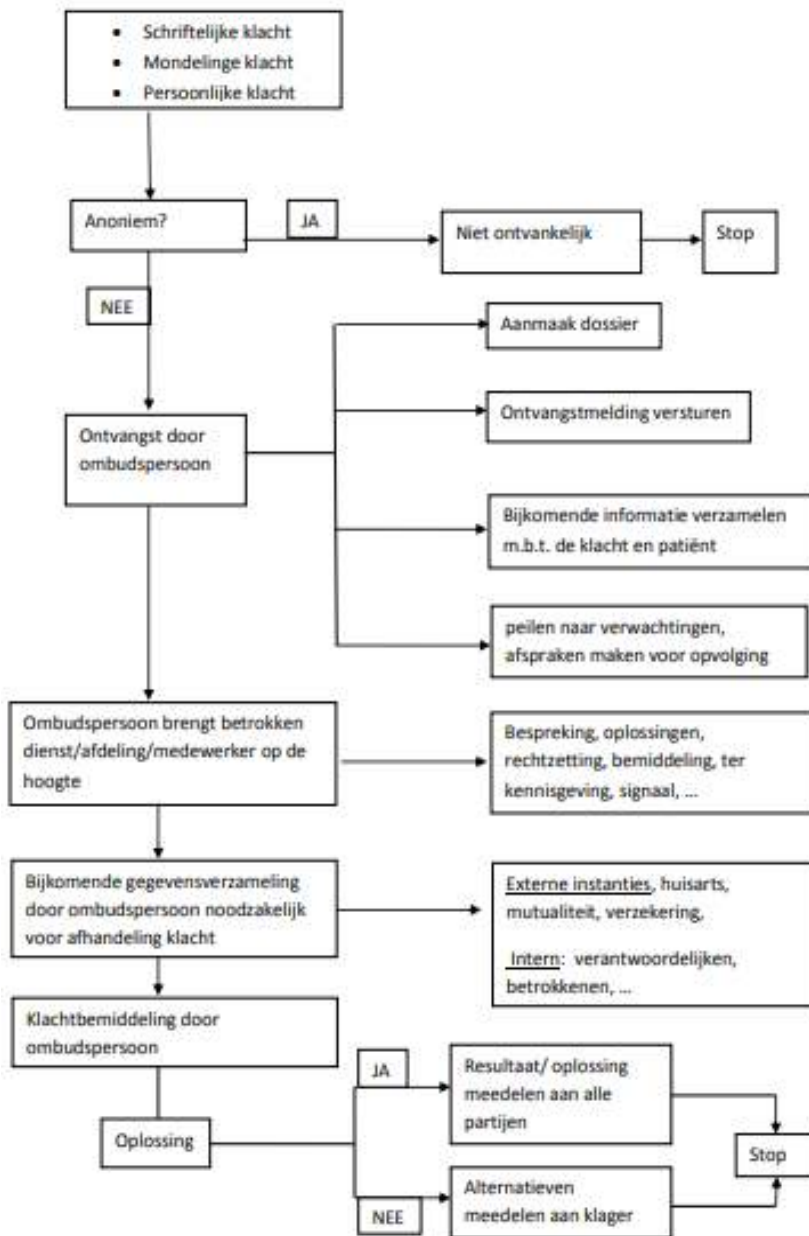 • Schriftelijke klacht
• Mondelinge klacht
• Persoonlijke klacht
Anoniem?
JA
Niet ontvankelijk
Stop
NEE
Aanmaak dossier
Ontvangstmelding versturen
Ontvangst door
ombudspersoon
Bijkomende informatie verzamelen
m.b.t. de klacht en patiënt
peilen naar verwachtingen,
afspraken maken voor opvolging
Ombudspersoon brengt betrokken
dienst/afdeling/medewerker op de
hoogte
Bespreking, oplossingen,
rechtzetting, bemiddeling, ter
kennisgeving, signaal, ...
Bijkomende gegevensverzameling
door ombudspersoon noodzakelijk
voor afhandeling klacht
Externe instanties, huisarts,
mutualiteit, verzekering,
Intern: verantwoordelijken,
betrokkenen, ...
Klachtbemiddeling door
ombudspersoon
JA
Resultaat/ oplossing
meedelen aan alle
partijen
Oplossing
Stop
NEE
Alternatieven
meedelen aan klager